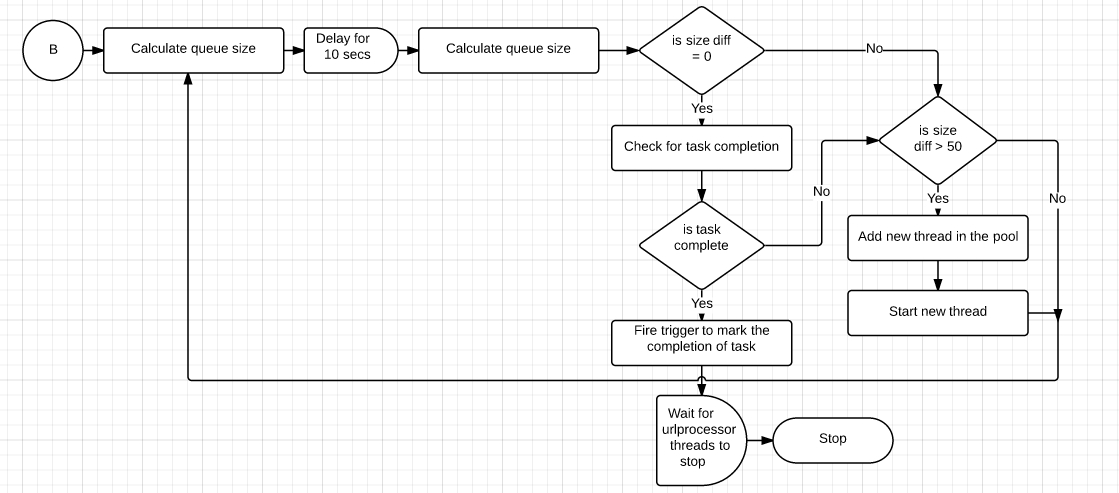 B
Calculate queue size
Delay for
10 secs
Calculate queue size
is size diff
= 0
No
Yes
is size
diff > 50
Check for task completion
No
Yes
No
is task
complete
Add new thread in the pool
Yes
Start new thread
Fire trigger to mark the
completion of task
Wait for
urlprocessor
threads to
stop
Stop